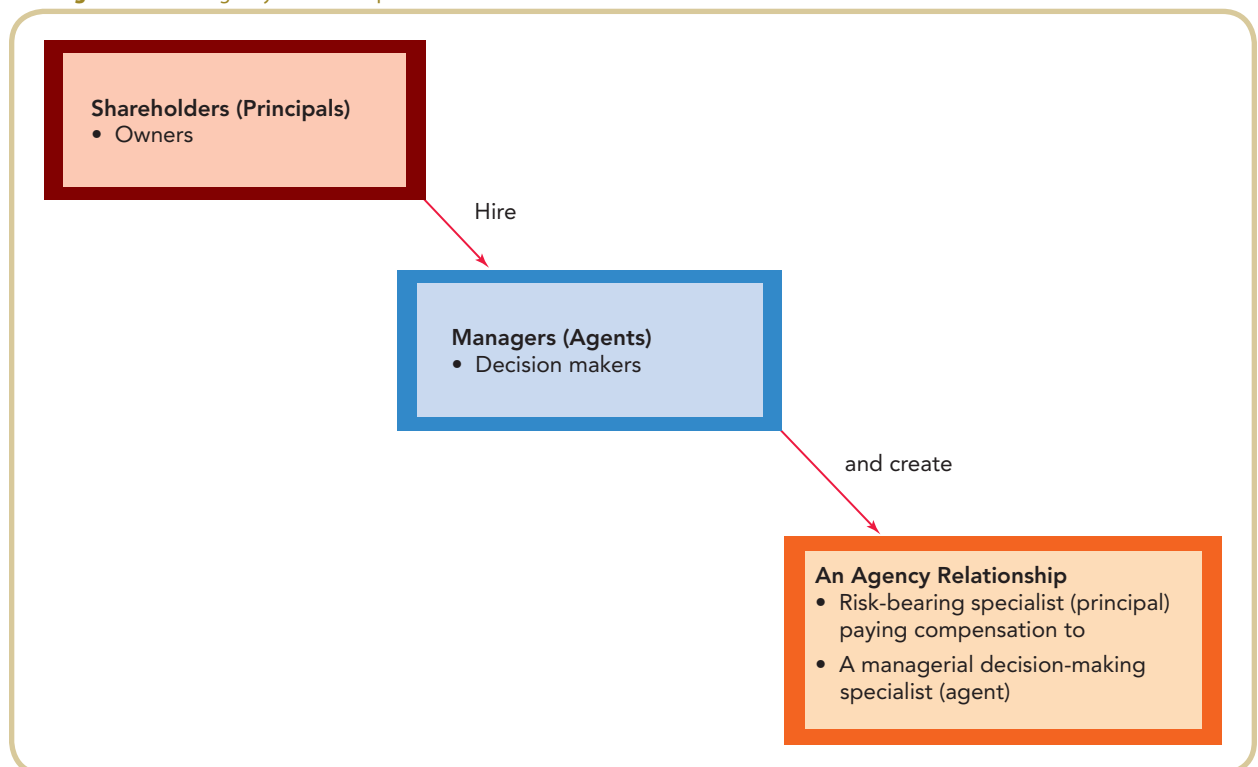 Shareholders (Principals)
• Owners
Hire
Managers (Agents)
• Decision makers
and create
An Agency Relationship
• Risk-bearing specialist (principal)
paying compensation to
• A managerial decision-making
specialist (agent)